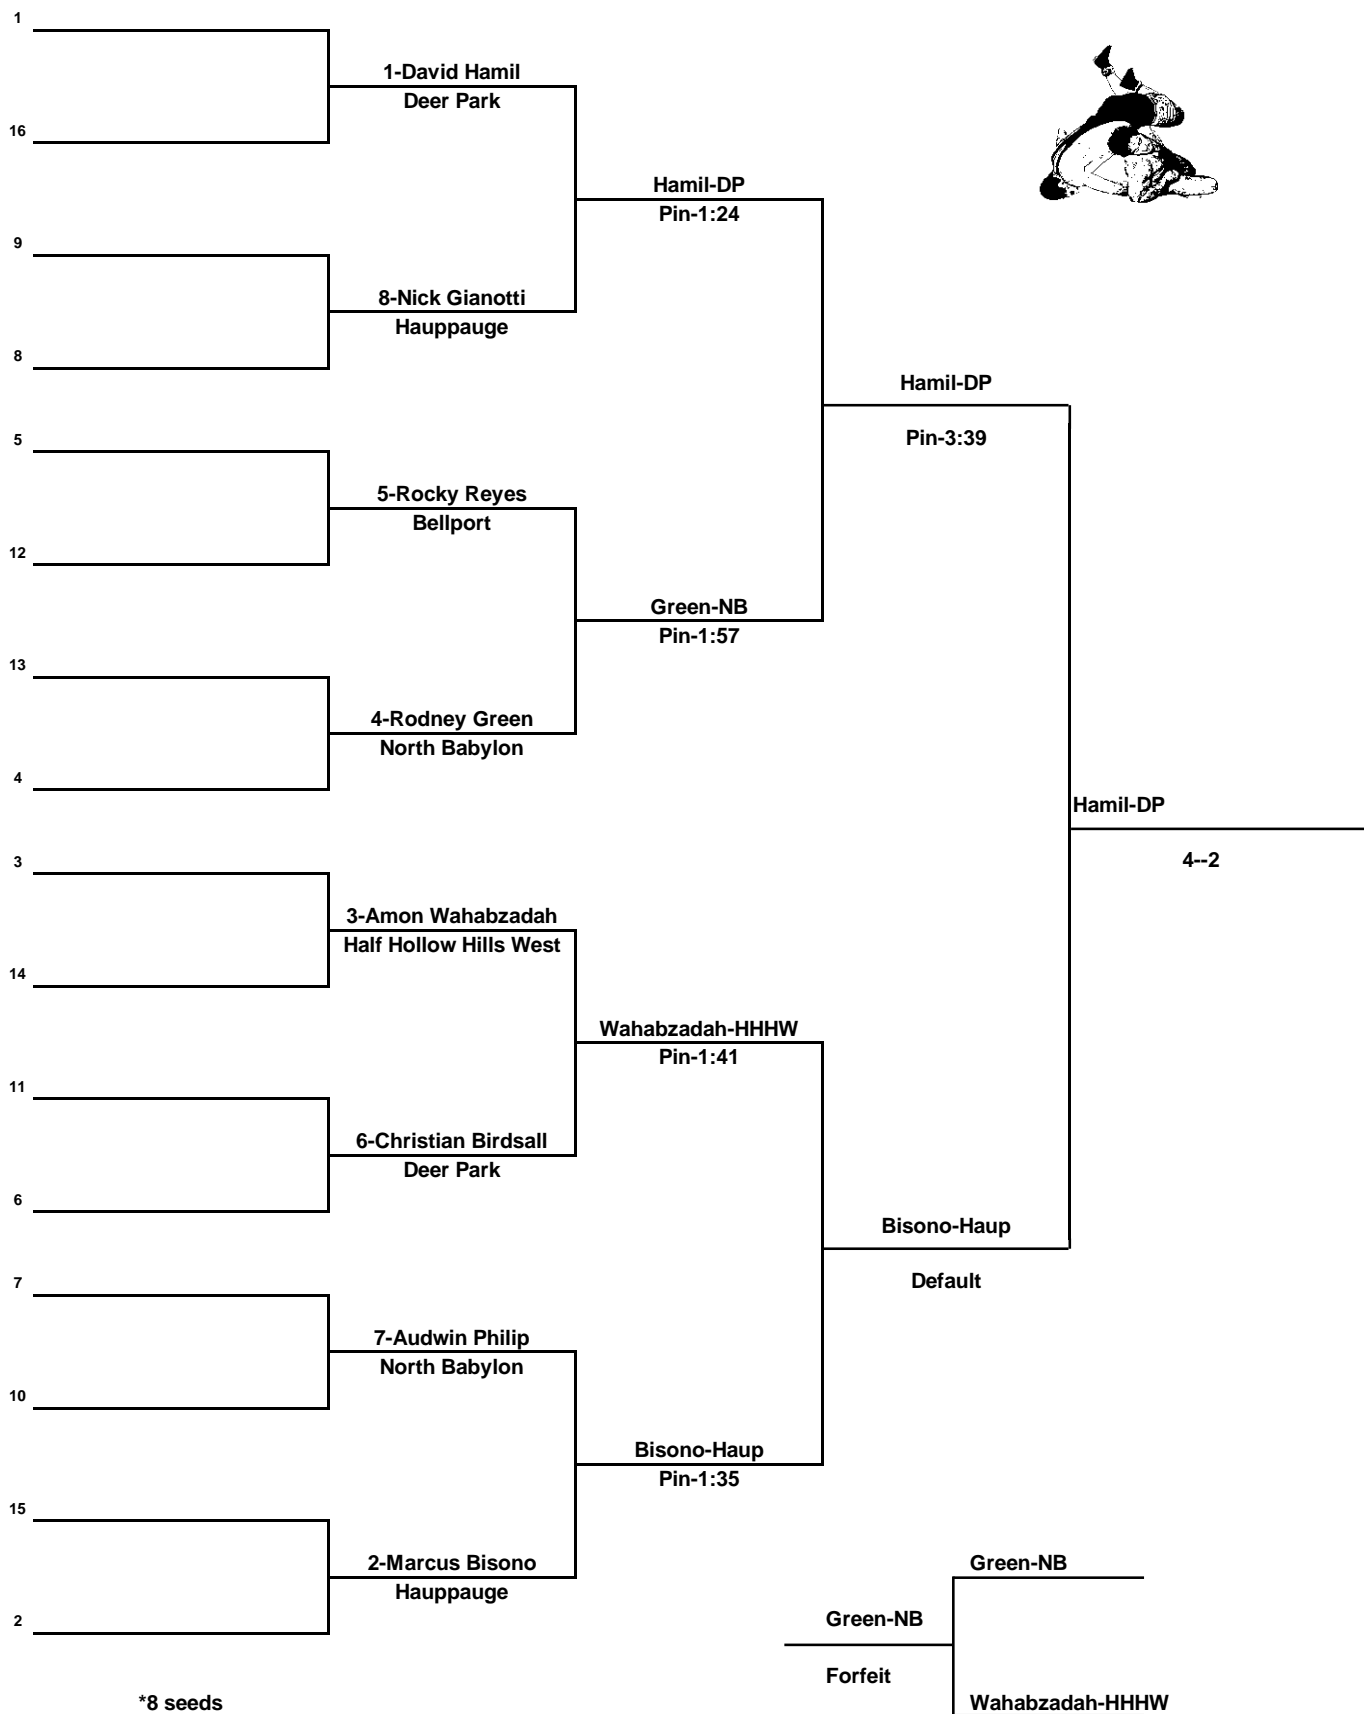 1
1-David Hamil
Deer Park
16
Hamil-DP
Pin-1:24
9
8-Nick Gianotti
Hauppauge
8
Hamil-DP
Pin-3:39
5
5-Rocky Reyes
Bellport
12
Green-NB
Pin-1:57
13
4-Rodney Green
North Babylon
4
Hamil-DP
4--2
3
3-Amon Wahabzadah
Half Hollow Hills West
14
Wahabzadah-HHHW
Pin-1:41
11
6-Christian Birdsall
Deer Park
6
Bisono-Haup
Default
7
7-Audwin Philip
North Babylon
10
Bisono-Haup
Pin-1:35
15
2-Marcus Bisono
Hauppauge
2
Green-NB
Green-NB
Forfeit
Wahabzadah-HHHW
*8 seeds